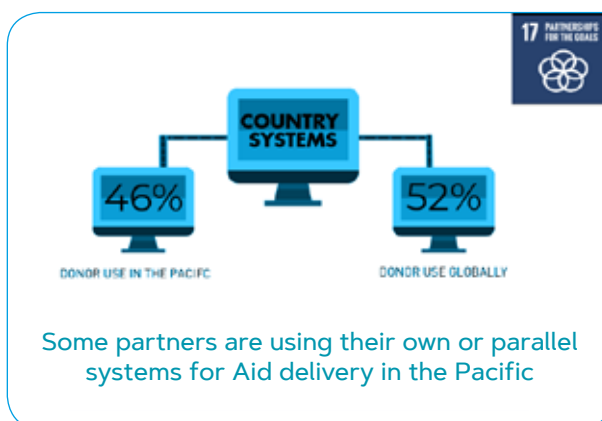 17 PARTNERSHIPS
FOR THE GOALS
COUNTRY
SYSTEMS
46%
52%
DONOR USE IN THE PACIFC
DONOR USE GLOBALLY
Some partners are using their own or parallel
systems for Aid delivery in the Pacific